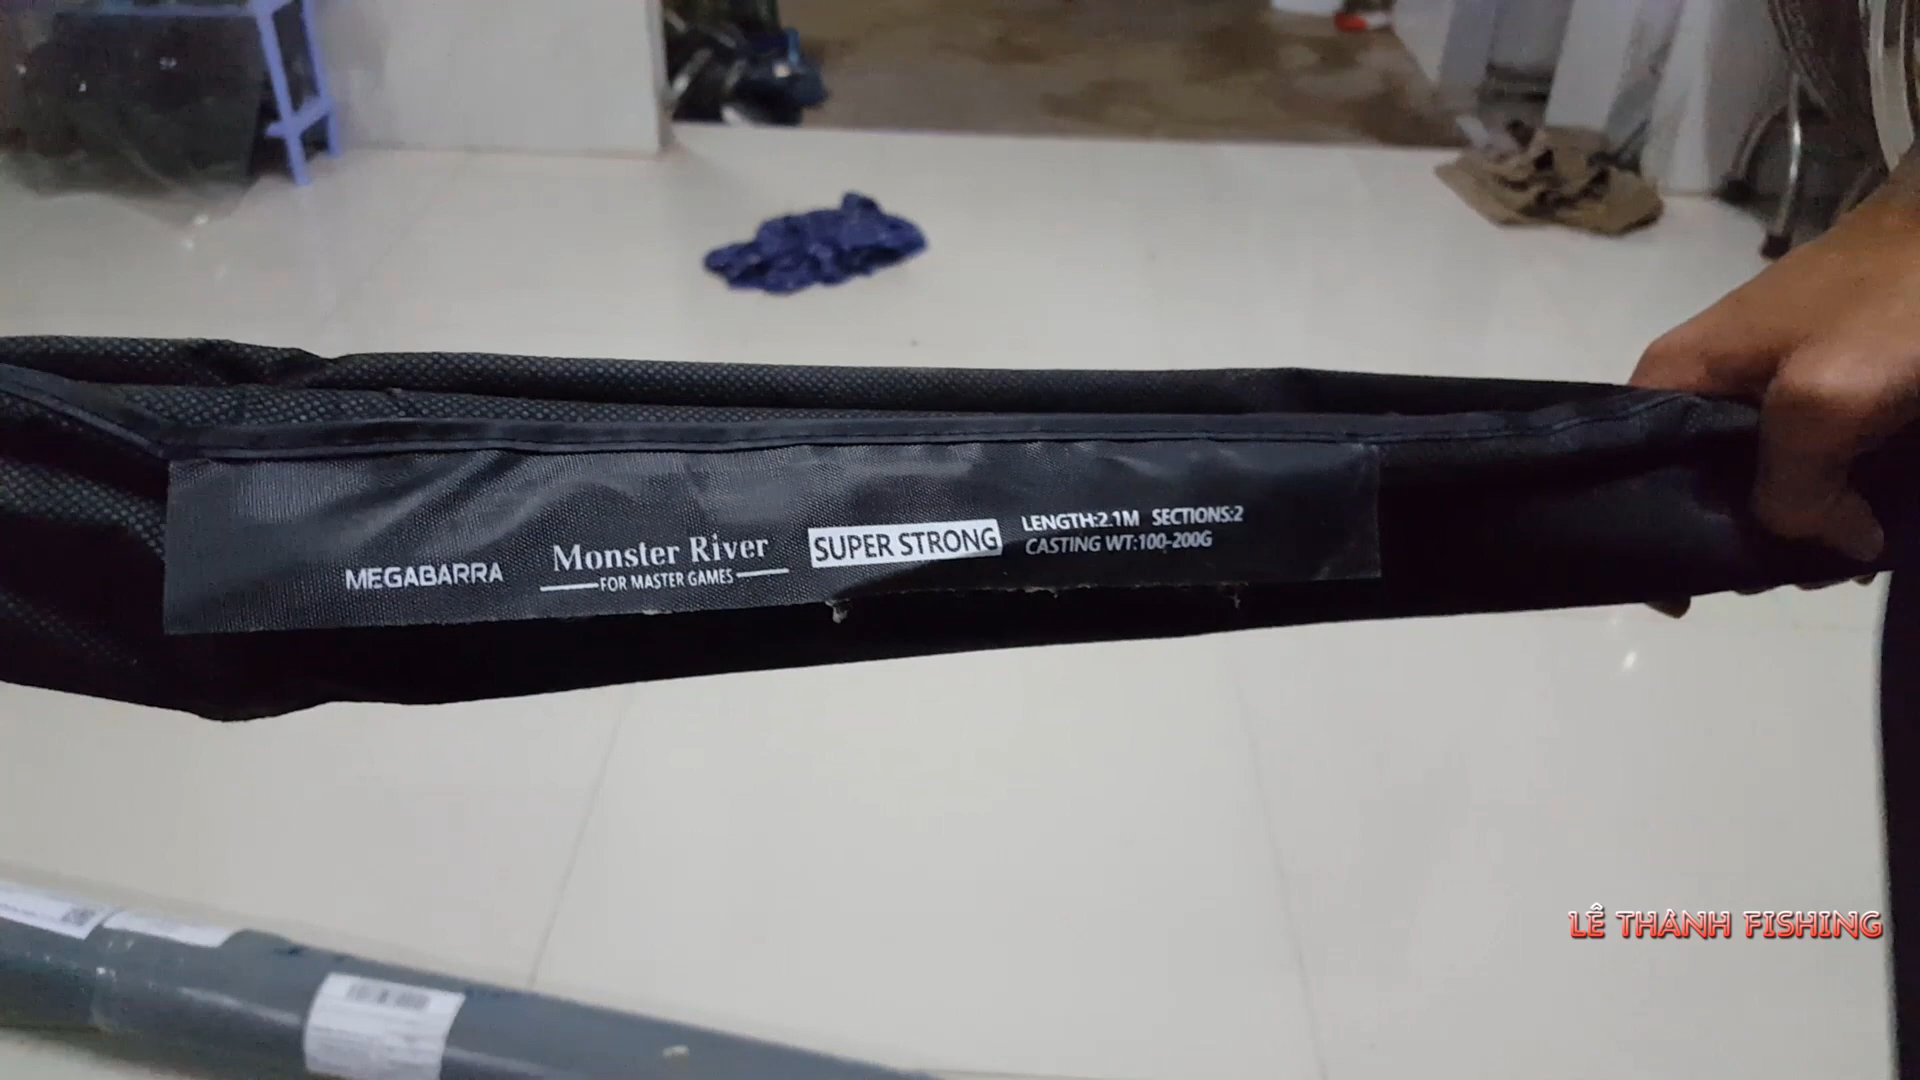 MEGABARRA
Monster River
FOR MASTER GAMES
SUPER STRONG
LENGTH:2.1M SECTIONS:2
CASTING WT:100-200G
LÊ THÀNH FISHING